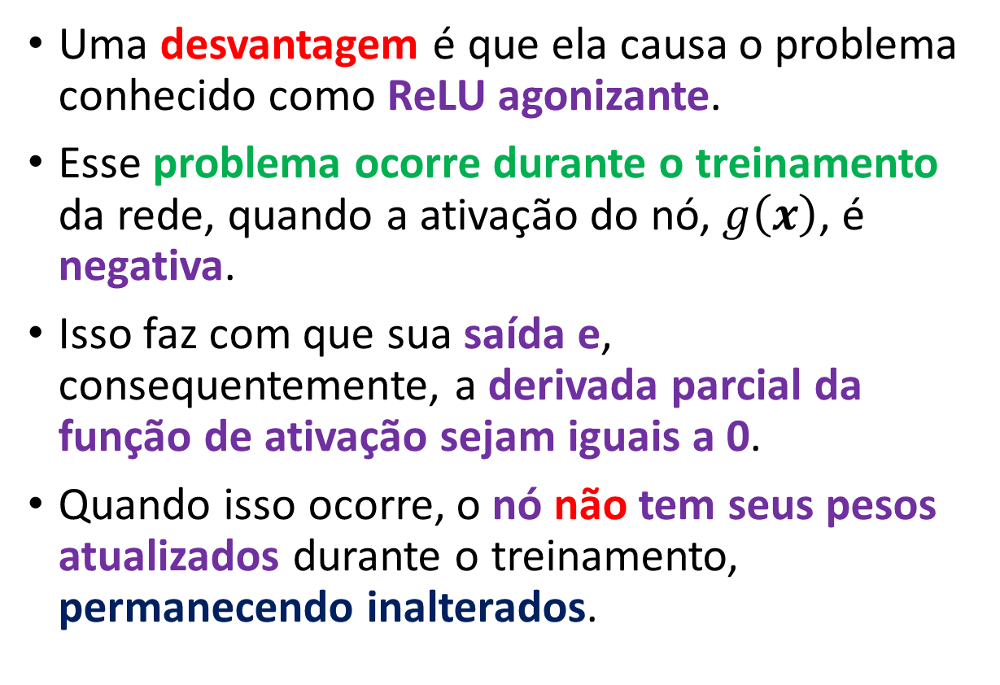 • Uma desvantagem é que ela causa o problema
conhecido como ReLU agonizante.
• Esse problema ocorre durante o treinamento
da rede, quando a ativação do nó, g(x), é
negativa.
• Isso faz com que sua saída e,
consequentemente, a derivada parcial da
função de ativação sejam iguais a 0.
• Quando isso ocorre, o nó não tem seus pesos
atualizados durante o treinamento,
permanecendo inalterados.